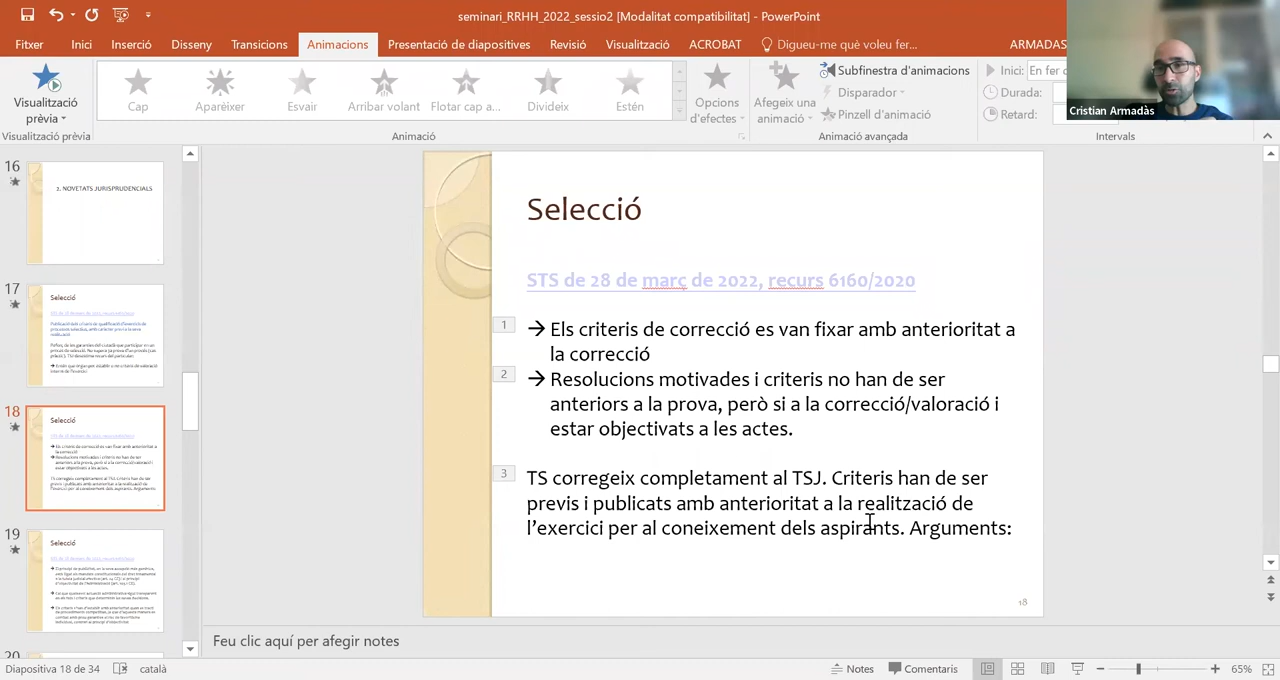 seminari_RRHH_2022_sessio2 [Modalitat compatibilitat] - PowerPoint
Fitxer Inici Inserció Disseny Transicions Animacions Presentació de diapositives Revisió Visualització ACROBAT Digueu-me què voleu fer... ARMADAS
Visualització prèvia
Cap Aparèixer Esvair Arribar volant Flotar cap a... Divideix Estén
Opcions d'efectes
Afegeix una animació
Subfinestra d'animacions
Disparador
Pinzell d'animació
Inici: En fer c
Durada:
Retard:
Cristian Armadàs
Visualització prèvia Animació Animació avançada Intervals
16
2. NOVETATS JURISPRUDENCIALS
17
Selecció
18
Selecció
19
Selecció
20
Selecció
STS de 28 de març de 2022, recurs 6160/2020
1 → Els criteris de correcció es van fixar amb anterioritat a
la correcció
2 → Resolucions motivades i criteris no han de ser
anteriors a la prova, però si a la correcció/valoració i
estar objectivats a les actes.
3 TS corregeix completament al TSJ. Criteris han de ser
previs i publicats amb anterioritat a la realització de
l'exercici per al coneixement dels aspirants. Arguments:
18
Feu clic aquí per afegir notes
Diapositiva 18 de 34 català Notes Comentaris 65%